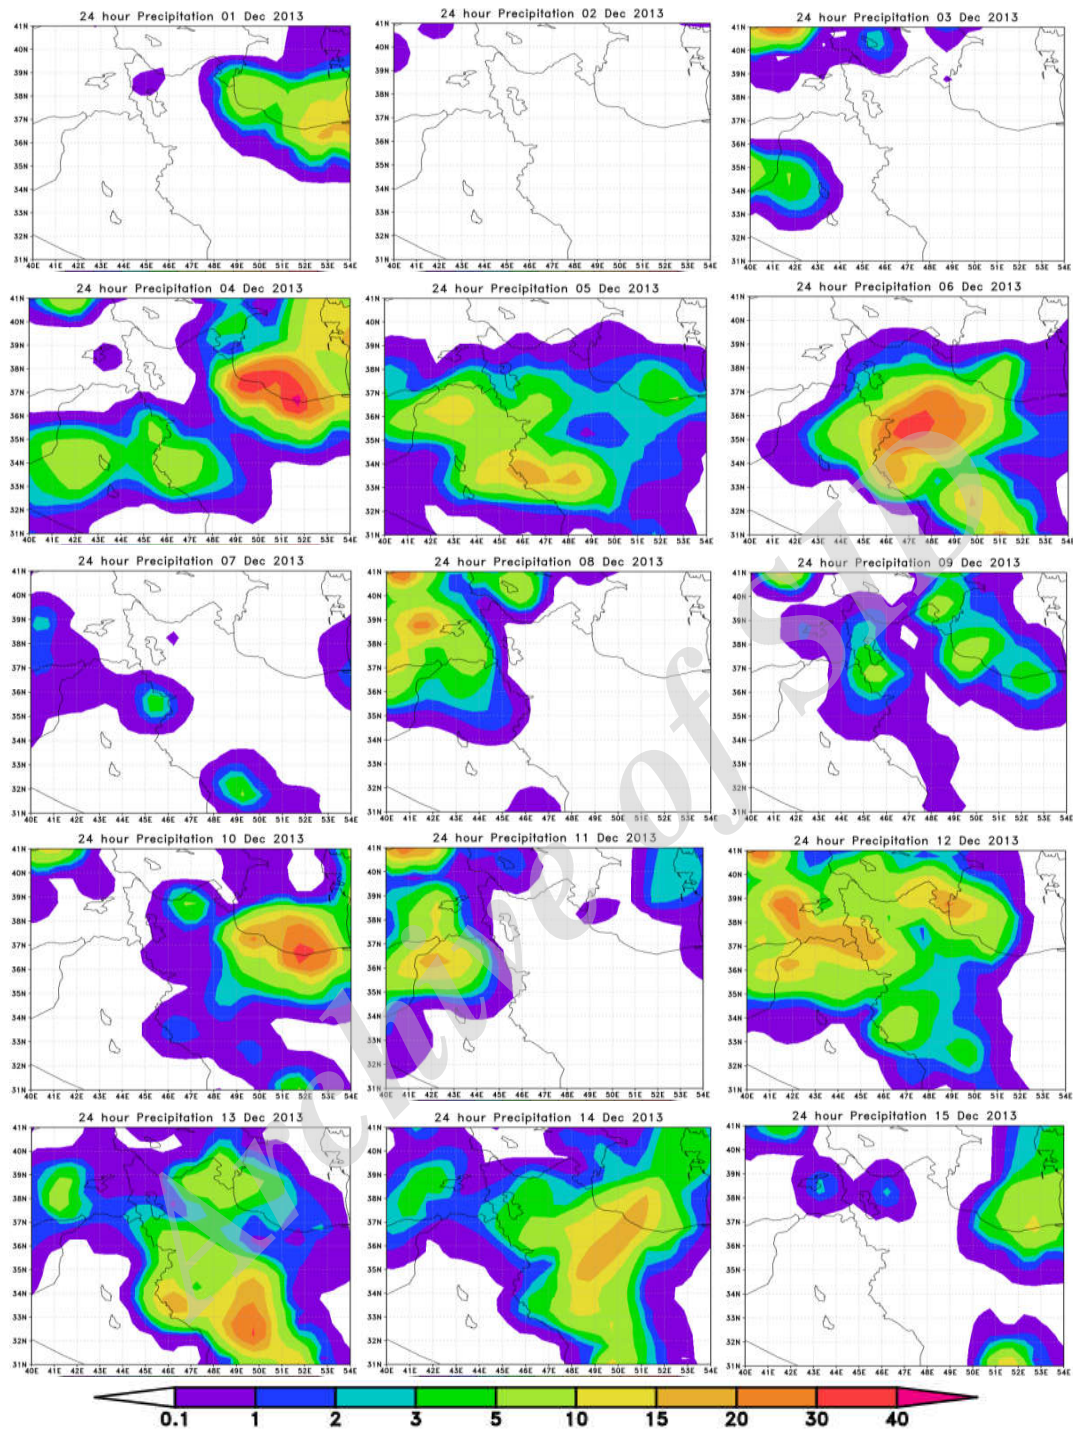 24 hour Precipitation 01 Dec 2013
24 hour Precipitation 02 Dec 2013
24 hour Precipitation 03 Dec 2013
41N
40N
39N
38N
37N
36N
35N
34N
33N
32N
31N
40E 41E 42E 43E 44E 45E 46E 47E 48E 49E 50E 51E 52E 53E 54E
24 hour Precipitation 04 Dec 2013
24 hour Precipitation 05 Dec 2013
24 hour Precipitation 06 Dec 2013
24 hour Precipitation 07 Dec 2013
24 hour Precipitation 08 Dec 2013
24 hour Precipitation 09 Dec 2013
24 hour Precipitation 10 Dec 2013
24 hour Precipitation 11 Dec 2013
24 hour Precipitation 12 Dec 2013
24 hour Precipitation 13 Dec 2013
24 hour Precipitation 14 Dec 2013
24 hour Precipitation 15 Dec 2013
0.1 1 2 3 5 10 15 20 30 40
Archive of SID